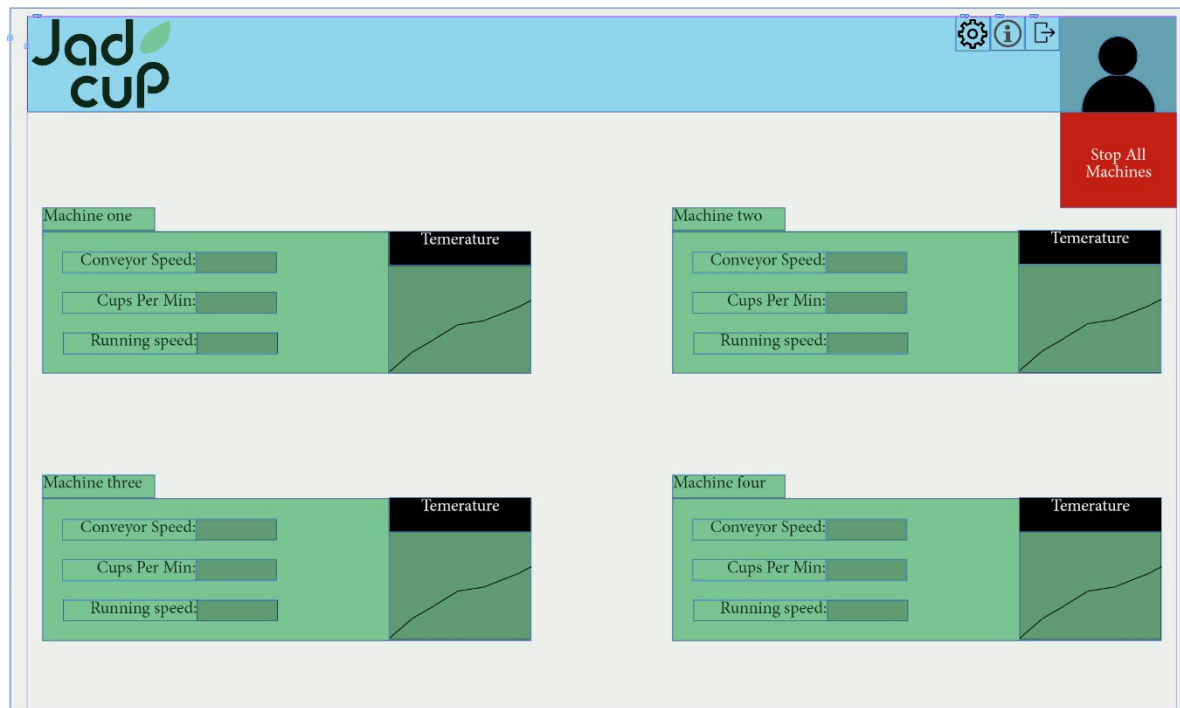 Jad
cup
Stop All
Machines
Machine one
Temerature
Conveyor Speed:
Cups Per Min:
Running speed:
Machine two
Temerature
Conveyor Speed:
Cups Per Min:
Running speed:
Machine three
Temerature
Conveyor Speed:
Cups Per Min:
Running speed:
Machine four
Temerature
Conveyor Speed:
Cups Per Min:
Running speed: